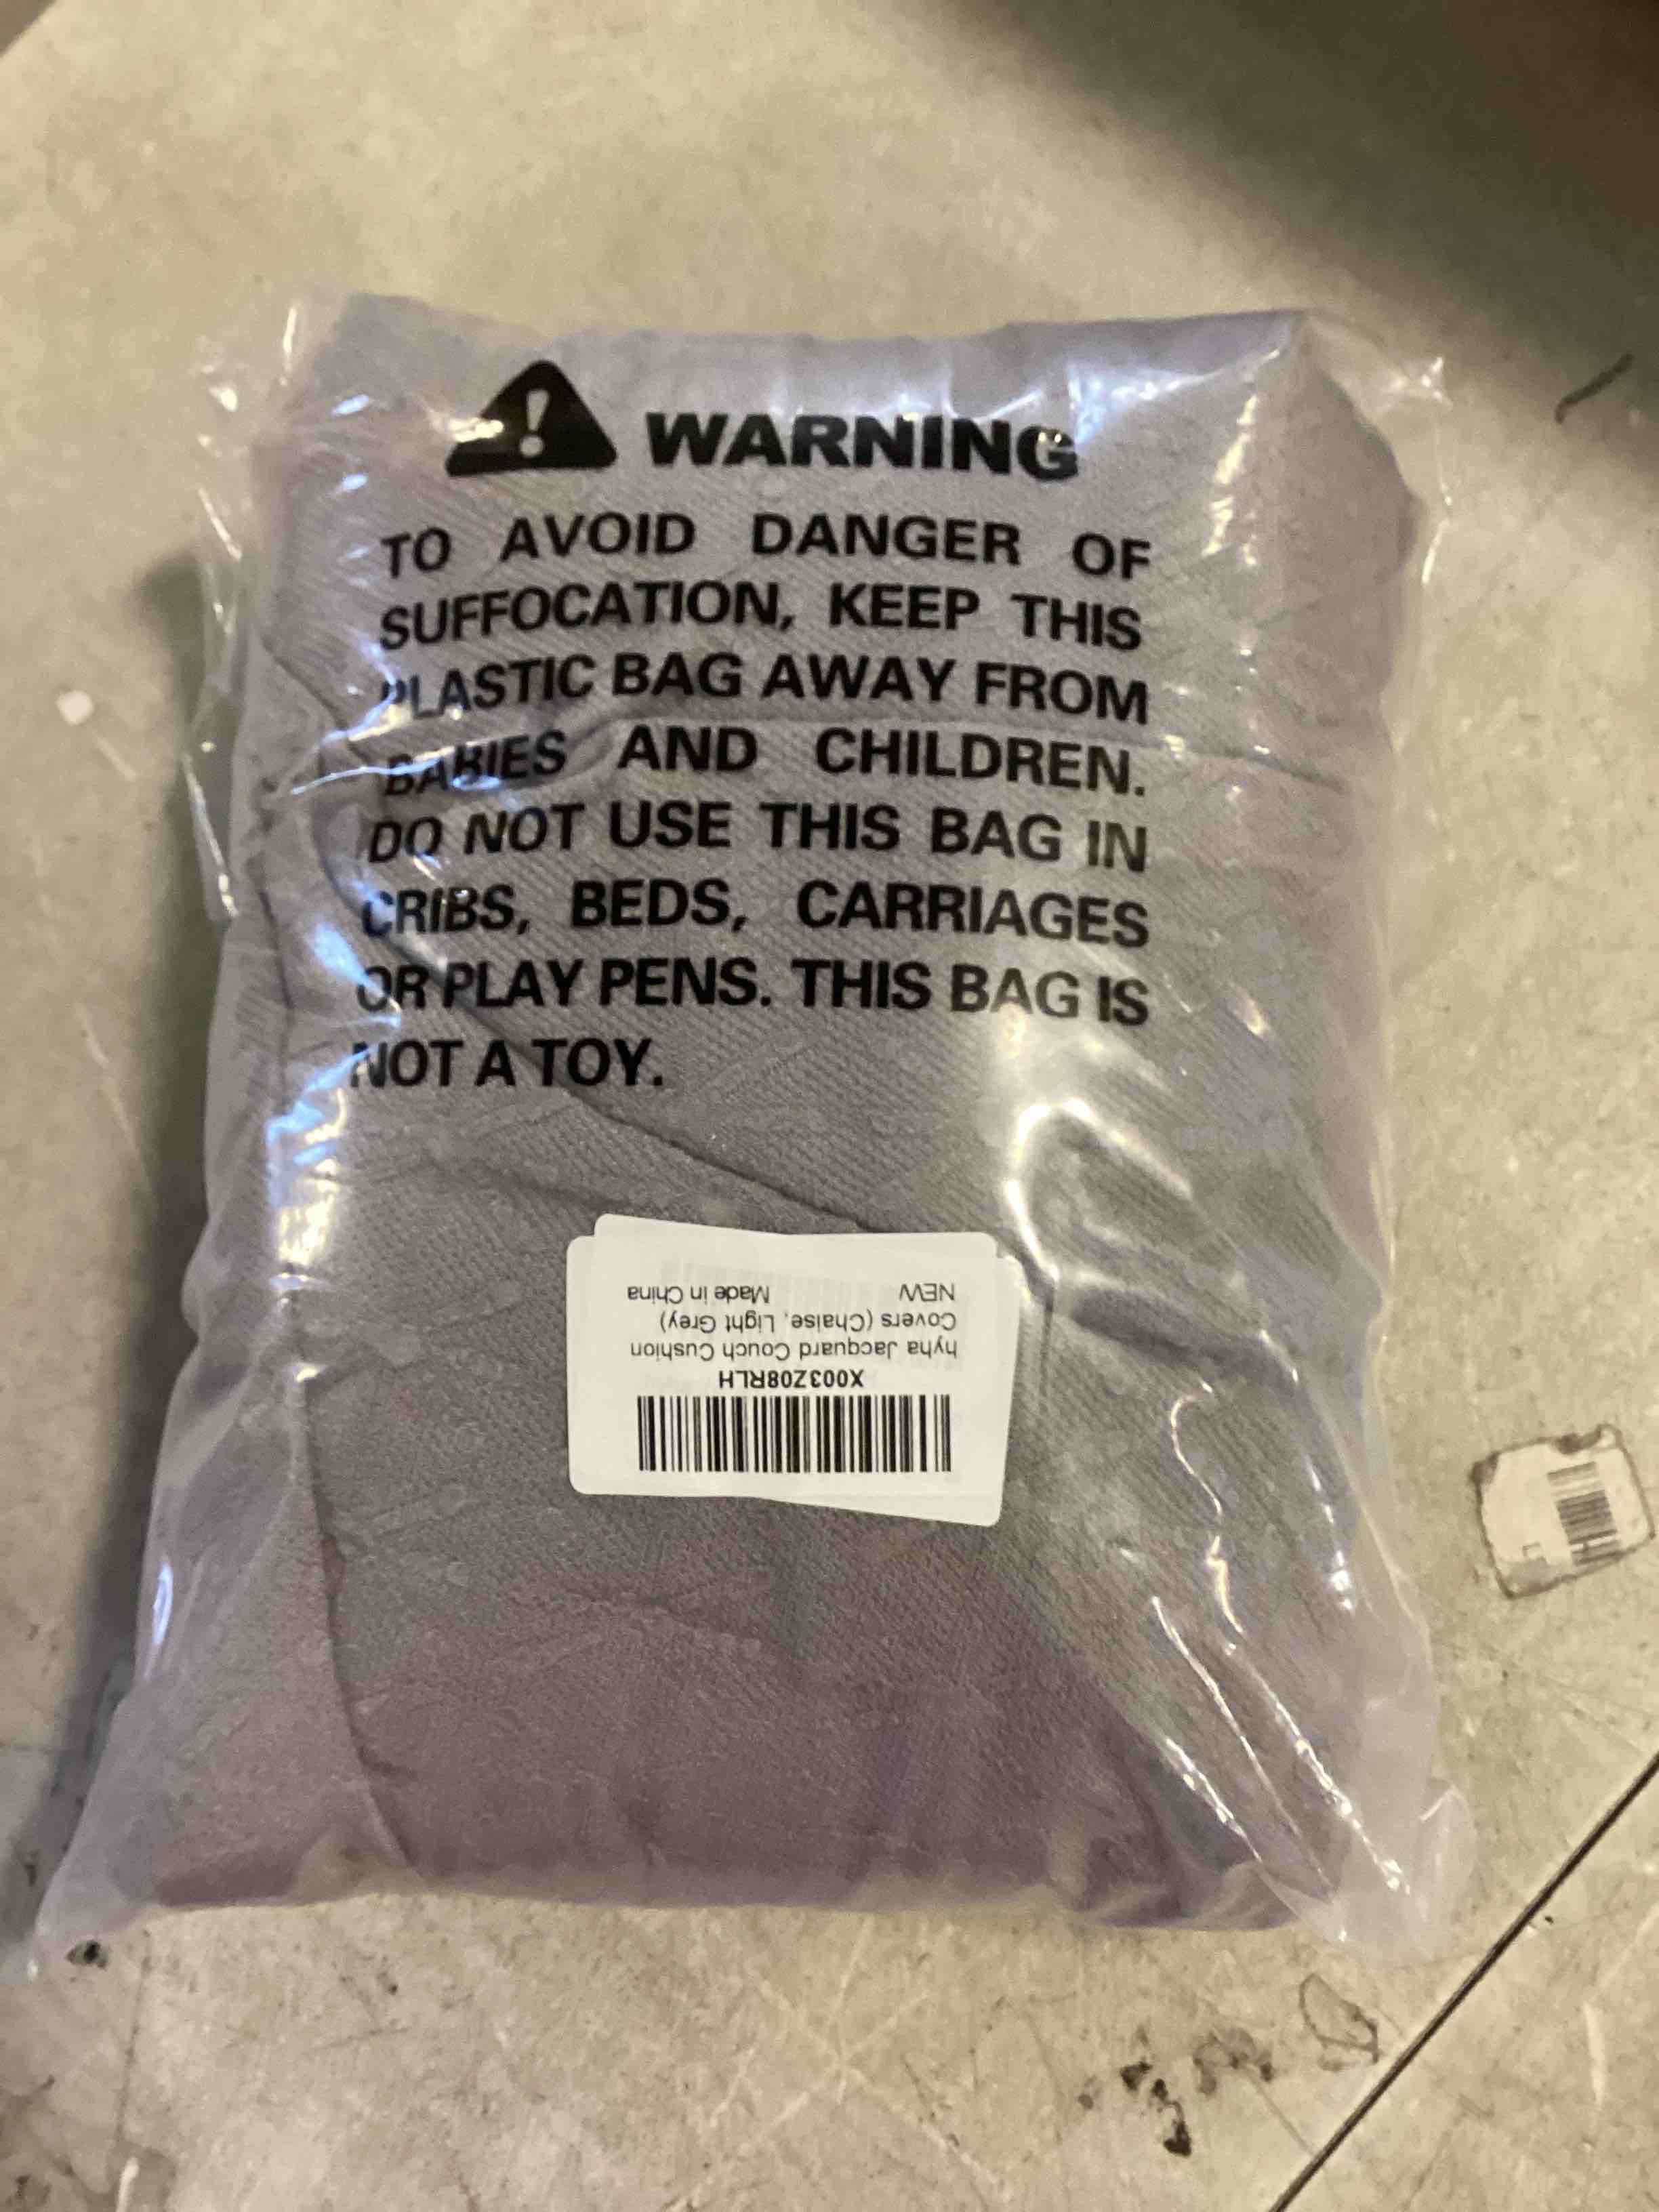 WARNING
TO AVOID DANGER OF
SUFFOCATION, KEEP THIS
PLASTIC BAG AWAY FROM
BABIES AND CHILDREN.
DO NOT USE THIS BAG IN
CRIBS, BEDS, CARRIAGES
OR PLAY PENS. THIS BAG IS
NOT A TOY.
X003Z08RLH
hyha Jacquard Couch Cushion
Covers (Chaise, Light Grey)
NEW Made in China